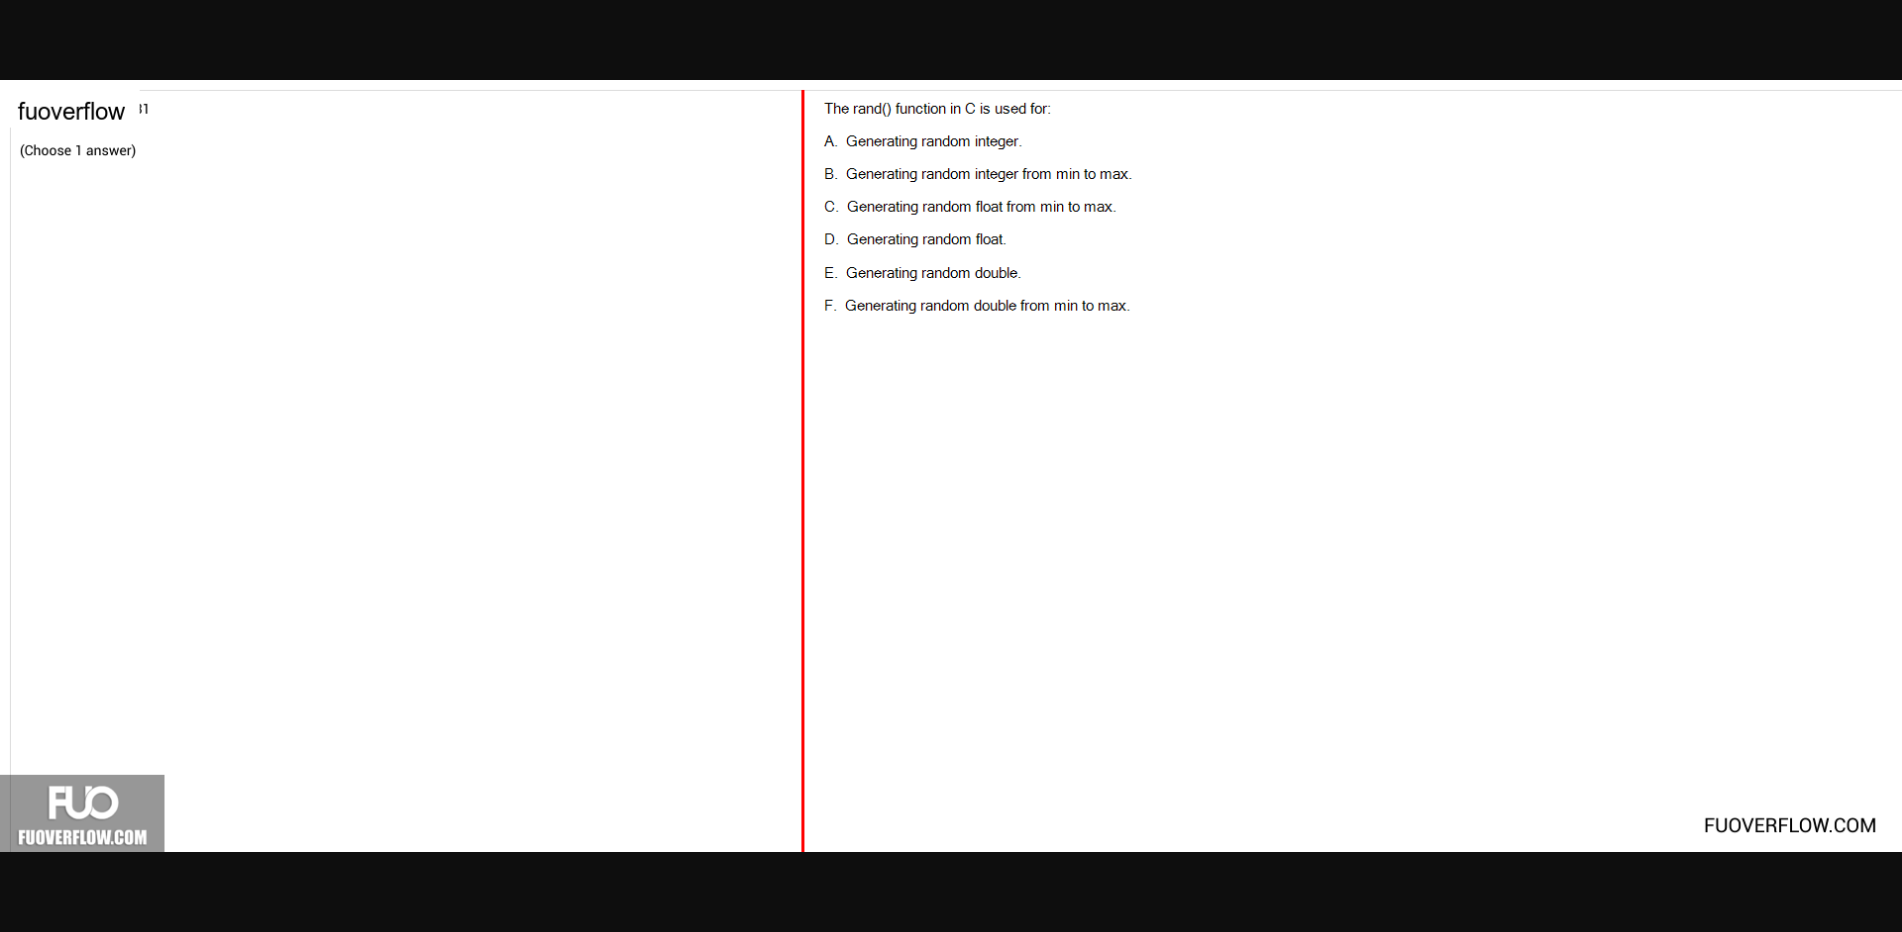 fuoverflow
(Choose 1 answer)
The rand() function in C is used for:
A. Generating random integer.
B. Generating random integer from min to max.
C. Generating random float from min to max.
D. Generating random float.
E. Generating random double.
F. Generating random double from min to max.
FUO
FUOVERFLOW.COM
FUOVERFLOW.COM